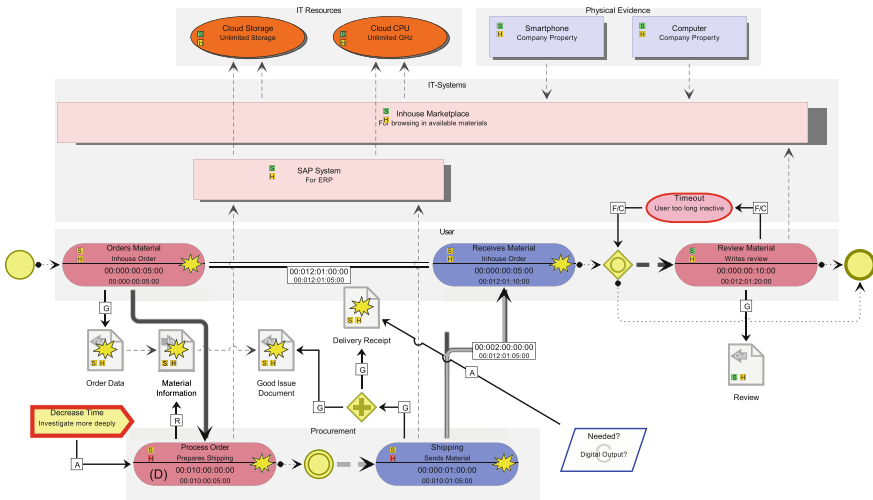 IT Resources
Physical Evidence
Cloud Storage
Unlimited Storage
S
H
Cloud CPU
Unlimited GHz
S
H
Smartphone
Company Property
S
H
Computer
Company Property
S
H
IT-Systems
Inhouse Marketplace
For browsing in available materials
S
H
SAP System
For ERP
S
H
Timeout
User too long inactive
F/C
F/C
User
Orders Material
Inhouse Order
00:000:00:05:00
00:000:00:05:00
S
H
00:012:01:00:00
00:012:01:05:00
Receives Material
Inhouse Order
00:000:00:05:00
00:012:01:10:00
S
H
Review Material
Writes review
00:000:00:10:00
00:012:01:20:00
S
H
G
G
S H
Order Data
S H
Material
Information
S H
Good Issue
Document
S H
Delivery Receipt
00:002:00:00:00
00:012:01:05:00
A
S H
Review
G
G
G
R
Decrease Time
Investigate more deeply
A
Procurement
Process Order
Prepares Shipping
00:010:00:00:00
00:010:00:05:00
(D)
S
H
Shipping
Sends Material
00:000:01:00:00
00:010:01:05:00
S
H
Needed?
Digital Output?